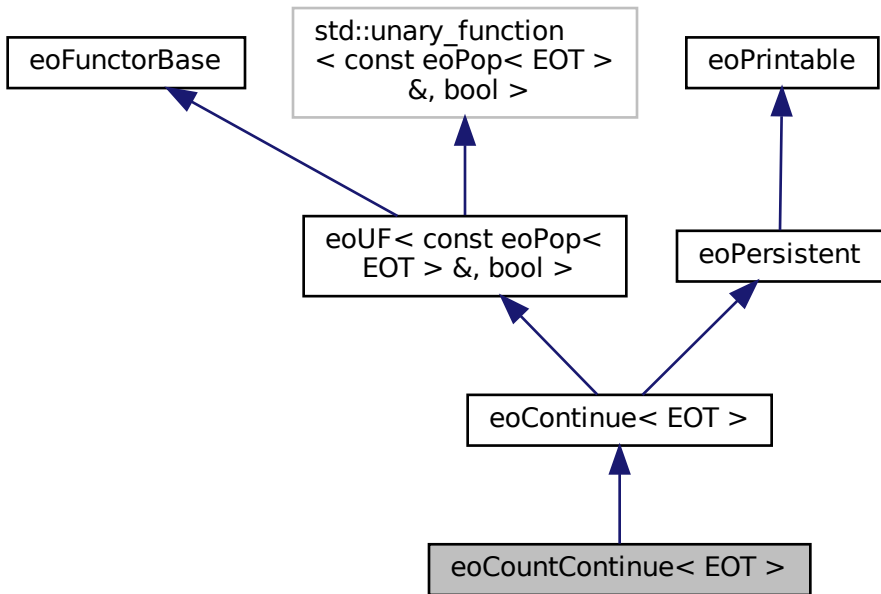 eoFunctorBase
std::unary_function
< const eoPop< EOT >
&, bool >
eoPrintable
eoUF< const eoPop<
EOT > &, bool >
eoPersistent
eoContinue< EOT >
eoCountContinue< EOT >